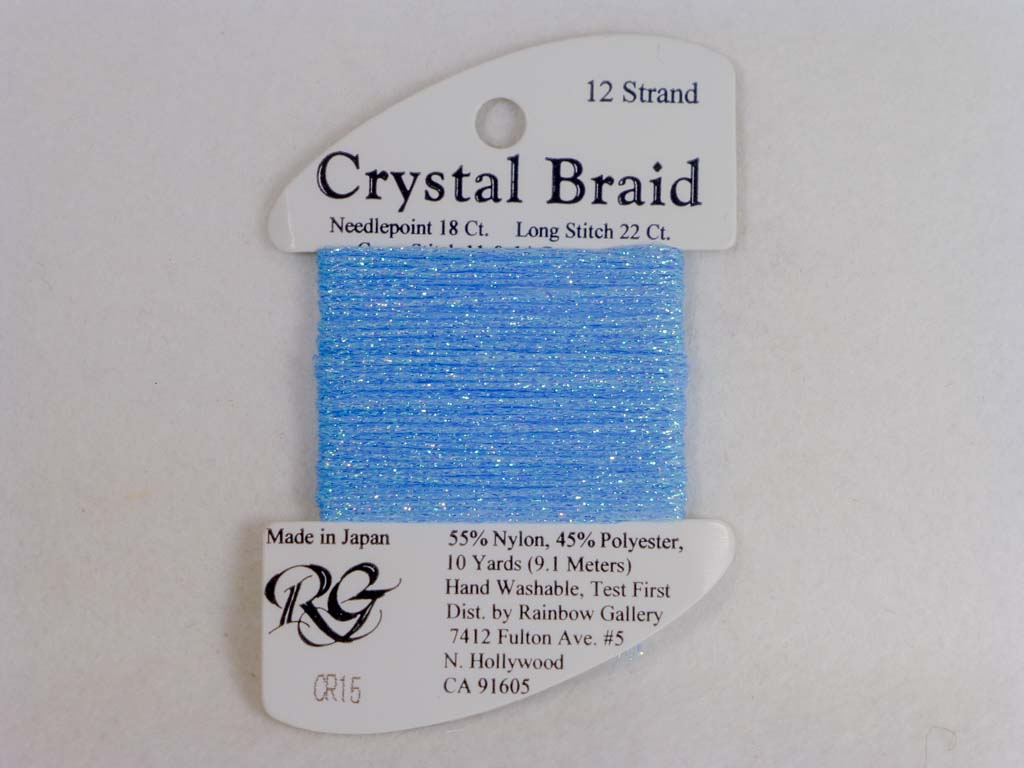 12 Strand
Crystal Braid
Needlepoint 18 Ct. Long Stitch 22 Ct.
Made in Japan
RG
CR15
55% Nylon, 45% Polyester,
10 Yards (9.1 Meters)
Hand Washable, Test First
Dist. by Rainbow Gallery
7412 Fulton Ave. #5
N. Hollywood
CA 91605